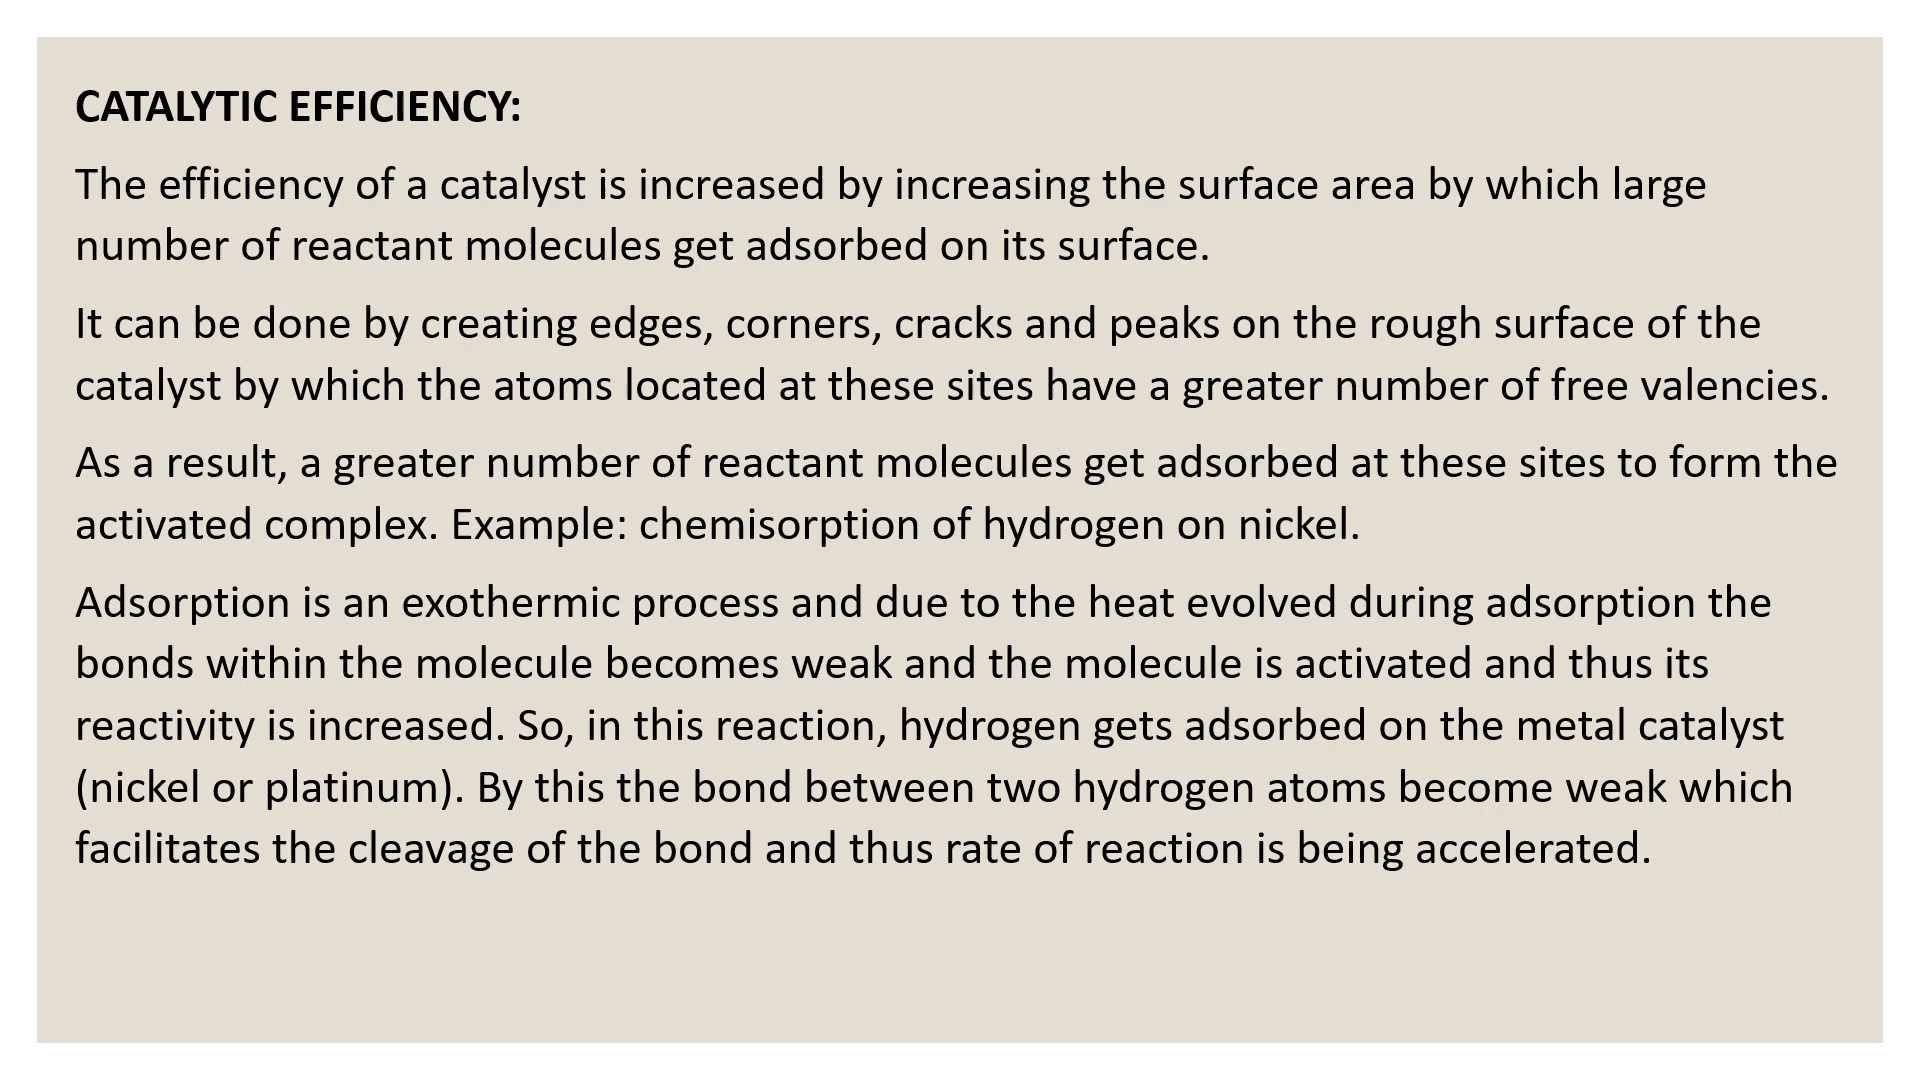 CATALYTIC EFFICIENCY:
The efficiency of a catalyst is increased by increasing the surface area by which large
number of reactant molecules get adsorbed on its surface.
It can be done by creating edges, corners, cracks and peaks on the rough surface of the
catalyst by which the atoms located at these sites have a greater number of free valencies.
As a result, a greater number of reactant molecules get adsorbed at these sites to form the
activated complex. Example: chemisorption of hydrogen on nickel.
Adsorption is an exothermic process and due to the heat evolved during adsorption the
bonds within the molecule becomes weak and the molecule is activated and thus its
reactivity is increased. So, in this reaction, hydrogen gets adsorbed on the metal catalyst
(nickel or platinum). By this the bond between two hydrogen atoms become weak which
facilitates the cleavage of the bond and thus rate of reaction is being accelerated.